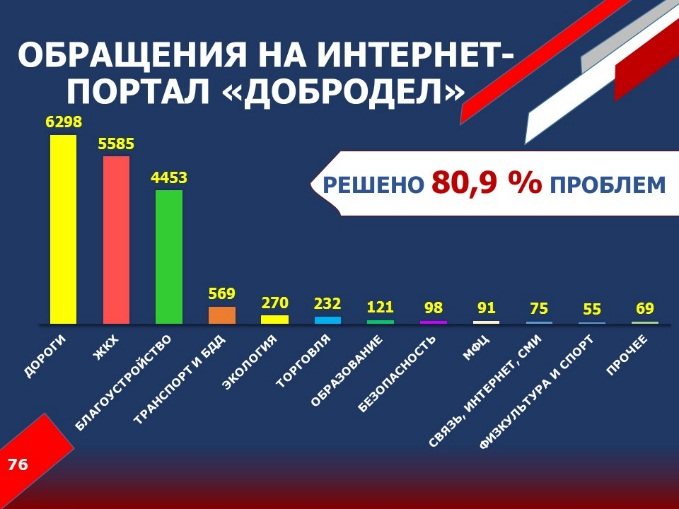 ОБРАЩЕНИЯ НА ИНТЕРНЕТ-
ПОРТАЛ «ДОБРОДЕЛ»
6298
5585
4453
569
270
232
121
98
91
75
55
69
РЕШЕНО 80,9 % ПРОБЛЕМ
ДОРОГИ
ЖКХ
БЛАГОУСТРОЙСТВО
ТРАНСПОРТ И БДД
ЭКОЛОГИЯ
ТОРГОВЛЯ
ОБРАЗОВАНИЕ
БЕЗОПАСНОСТЬ
МФЦ
СВЯЗЬ, ИНТЕРНЕТ, СМИ
ФИЗКУЛЬТУРА И СПОРТ
ПРОЧЕЕ
76